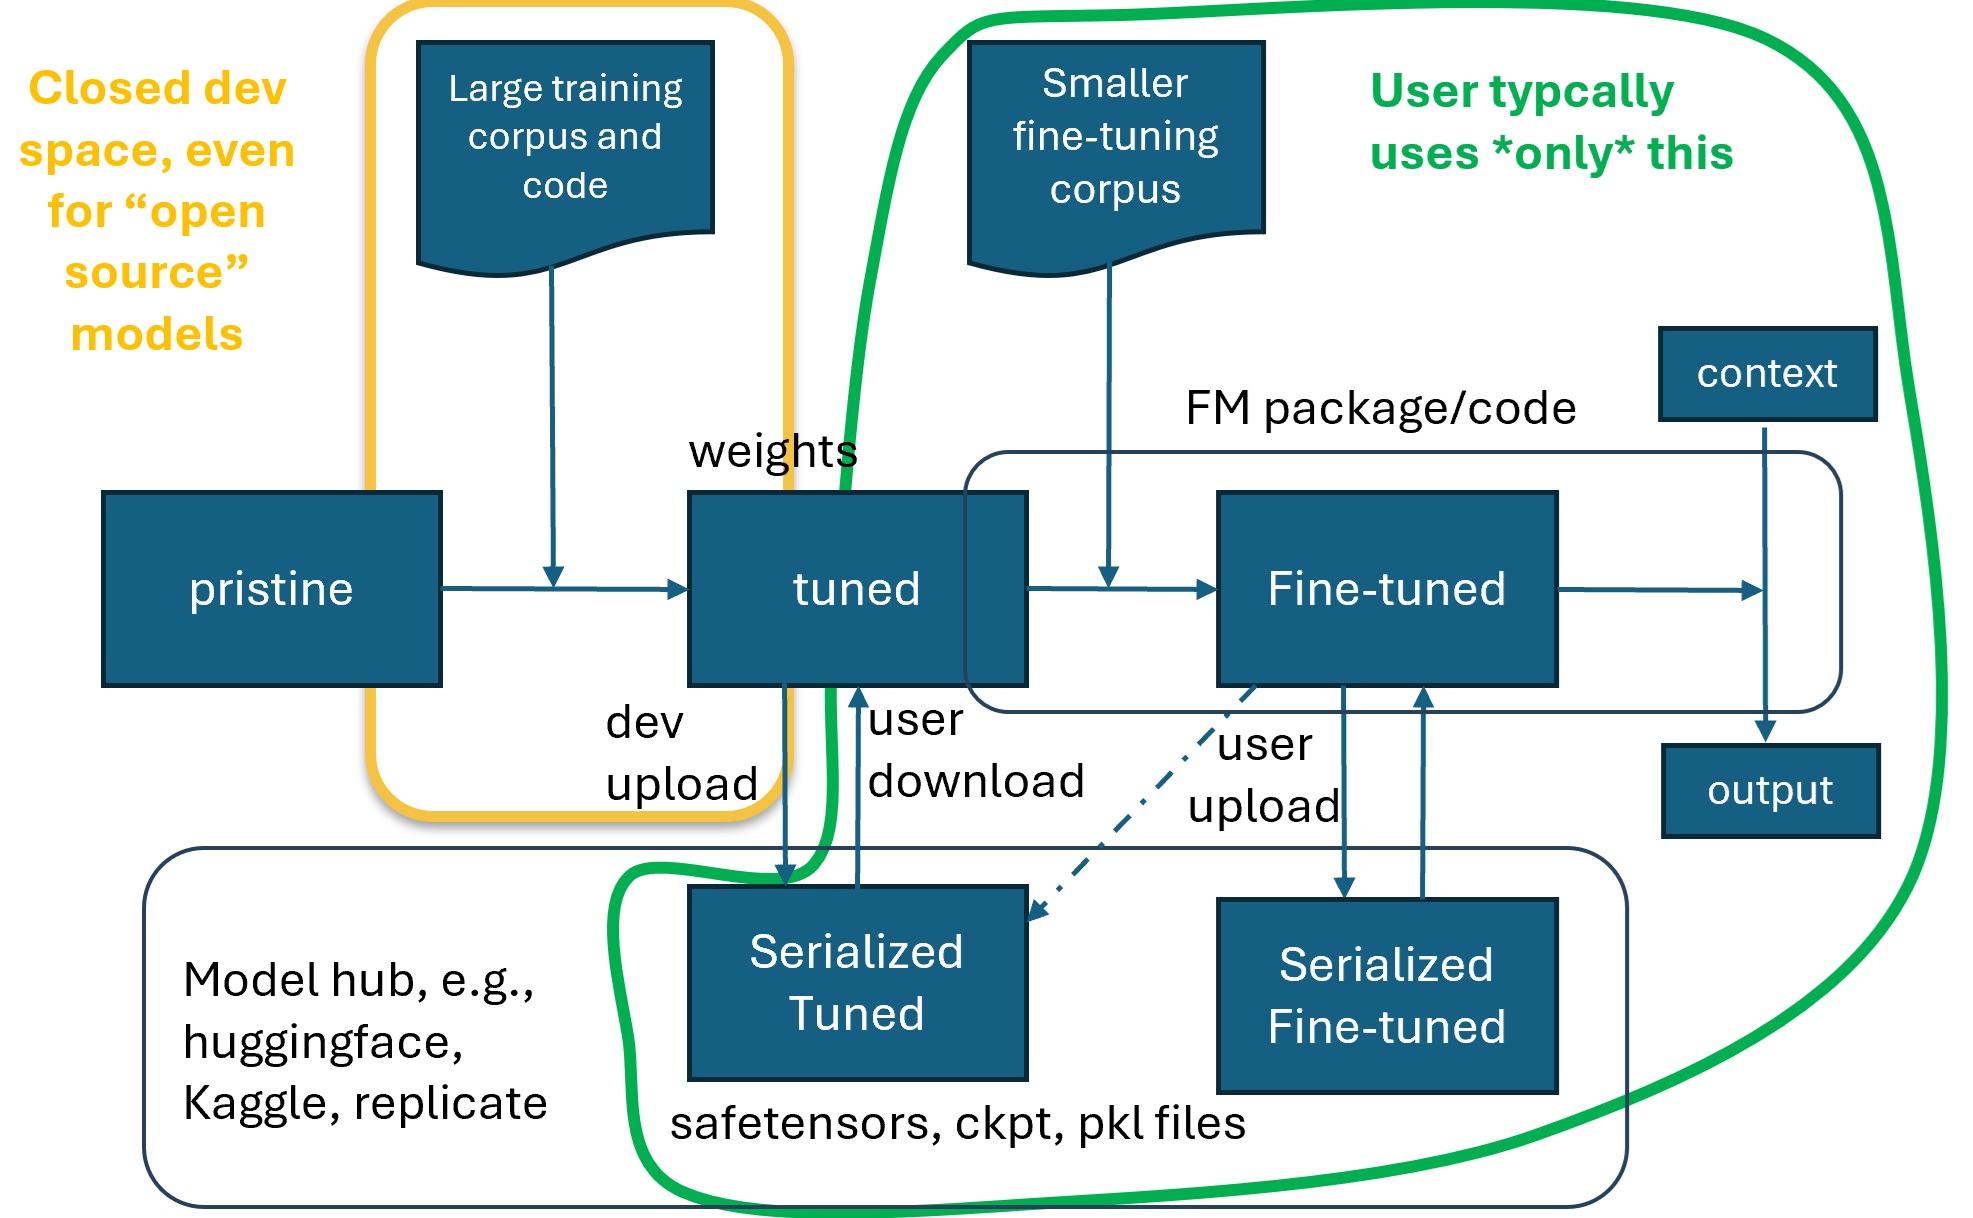 Closed dev
space, even
for “open
source”
models
Large training
corpus and
code
Smaller
fine-tuning
corpus
User typcally
uses *only* this
context
FM package/code
weights
pristine
tuned
Fine-tuned
dev
upload
user
download
user
upload
output
Model hub, e.g.,
huggingface,
Kaggle, replicate
Serialized
Tuned
Serialized
Fine-tuned
safetensors, ckpt, pkl files